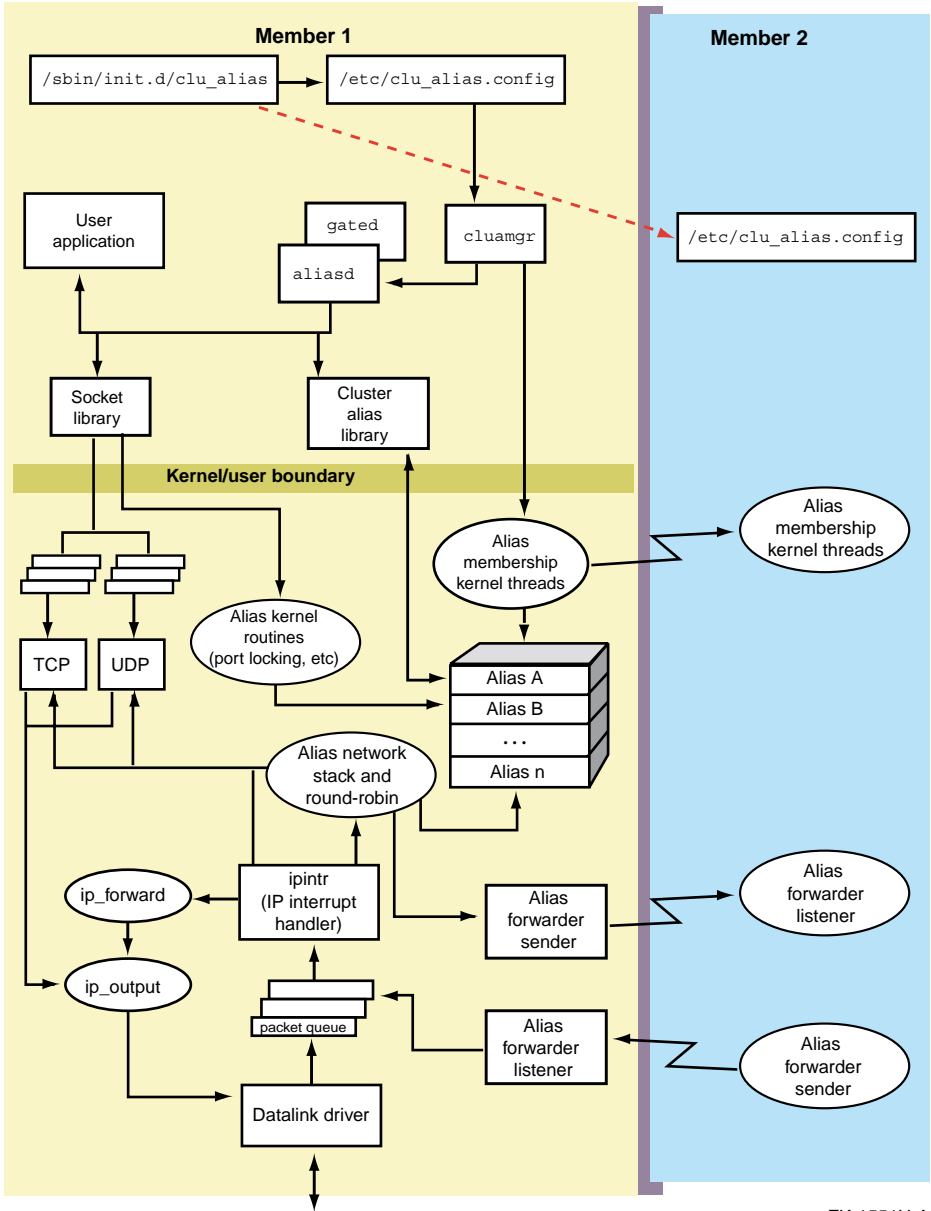 Member 1
Member 2
/sbin/init.d/clu_alias
/etc/clu_alias.config
User
application
gated
aliasd
cluamgr
/etc/clu_alias.config
Socket
library
Cluster
alias
library
Kernel/user boundary
Alias
membership
kernel threads
Alias
membership
kernel threads
Alias kernel
routines
(port locking, etc)
TCP
UDP
Alias A
Alias B
...
Alias n
Alias network
stack and
round-robin
ip_forward
ipintr
(IP interrupt
handler)
Alias
forwarder
sender
Alias
forwarder
listener
ip_output
packet queue
Alias
forwarder
listener
Alias
forwarder
sender
Datalink driver